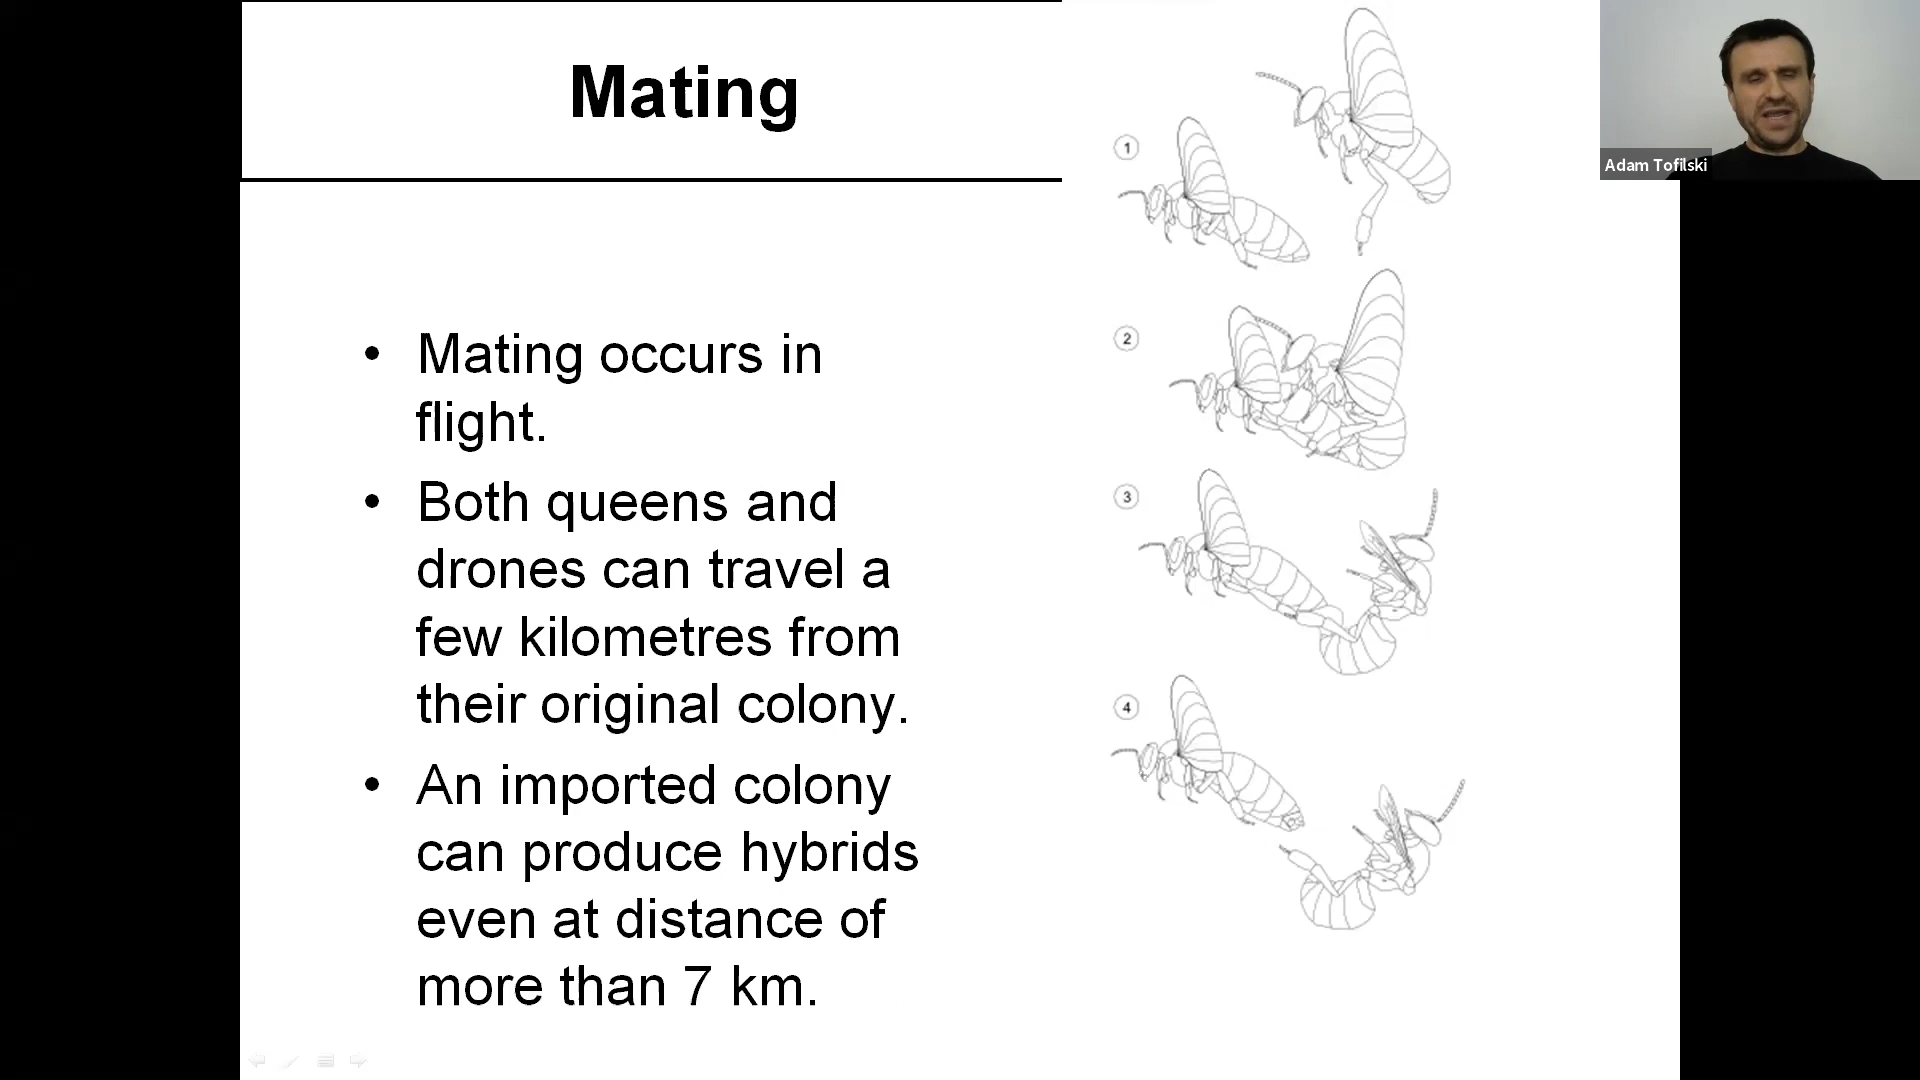 Mating
• Mating occurs in
flight.
• Both queens and
drones can travel a
few kilometres from
their original colony.
• An imported colony
can produce hybrids
even at distance of
more than 7 km.
1
2
3
4
Adam Tofilski